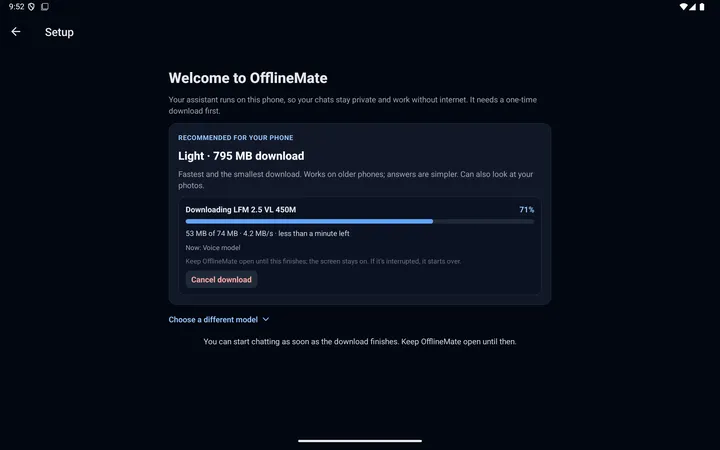 9:52
Setup
Welcome to OfflineMate
Your assistant runs on this phone, so your chats stay private and work without internet. It needs a one-time
download first.
RECOMMENDED FOR YOUR PHONE
Light · 795 MB download
Fastest and the smallest download. Works on older phones; answers are simpler. Can also look at your
photos.
Downloading LFM 2.5 VL 450M
71%
53 MB of 74 MB · 4.2 MB/s · less than a minute left
Now: Voice model
Keep OfflineMate open until this finishes; the screen stays on. If it's interrupted, it starts over.
Cancel download
Choose a different model
You can start chatting as soon as the download finishes. Keep OfflineMate open until then.